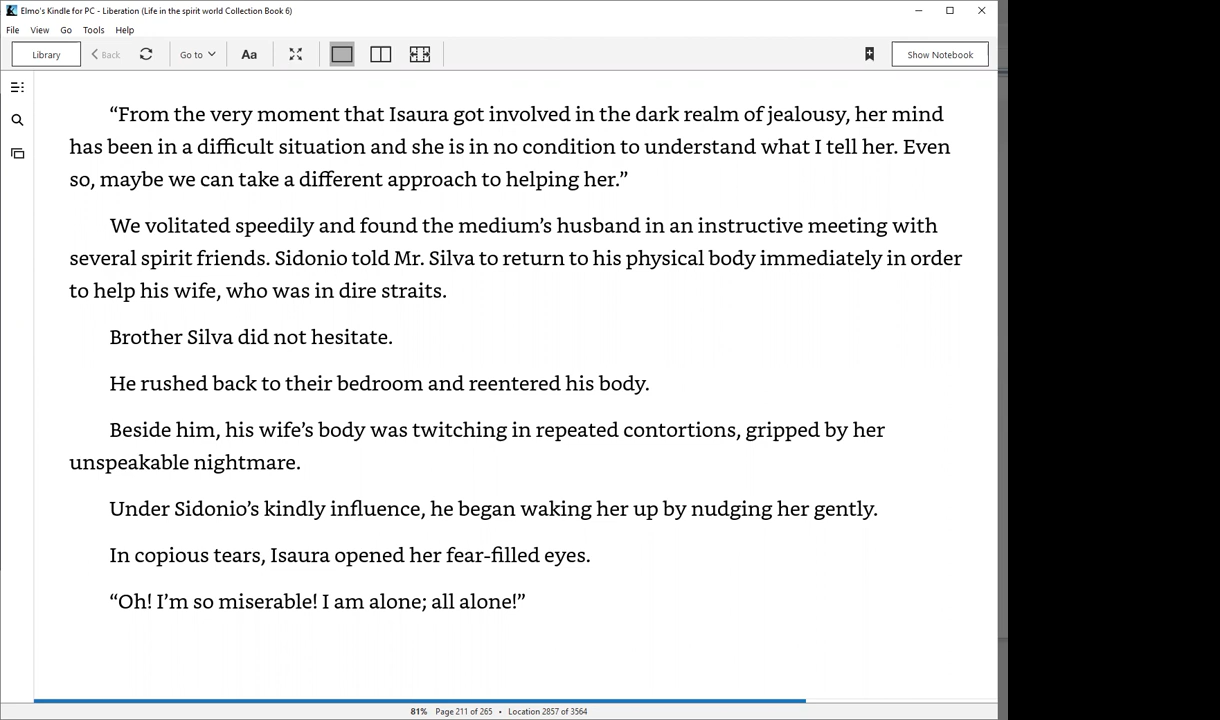 Elmo's Kindle for PC - Liberation (Life in the spirit world Collection Book 6)
File View Go Tools Help
Library Back Go to Aa Show Notebook
“From the very moment that Isaura got involved in the dark realm of jealousy, her mind
has been in a difficult situation and she is in no condition to understand what I tell her. Even
so, maybe we can take a different approach to helping her.”
We volitated speedily and found the medium’s husband in an instructive meeting with
several spirit friends. Sidonio told Mr. Silva to return to his physical body immediately in order
to help his wife, who was in dire straits.
Brother Silva did not hesitate.
He rushed back to their bedroom and reentered his body.
Beside him, his wife’s body was twitching in repeated contortions, gripped by her
unspeakable nightmare.
Under Sidonio’s kindly influence, he began waking her up by nudging her gently.
In copious tears, Isaura opened her fear-filled eyes.
“Oh! I’m so miserable! I am alone; all alone!”
81% Page 211 of 265 • Location 2857 of 3564